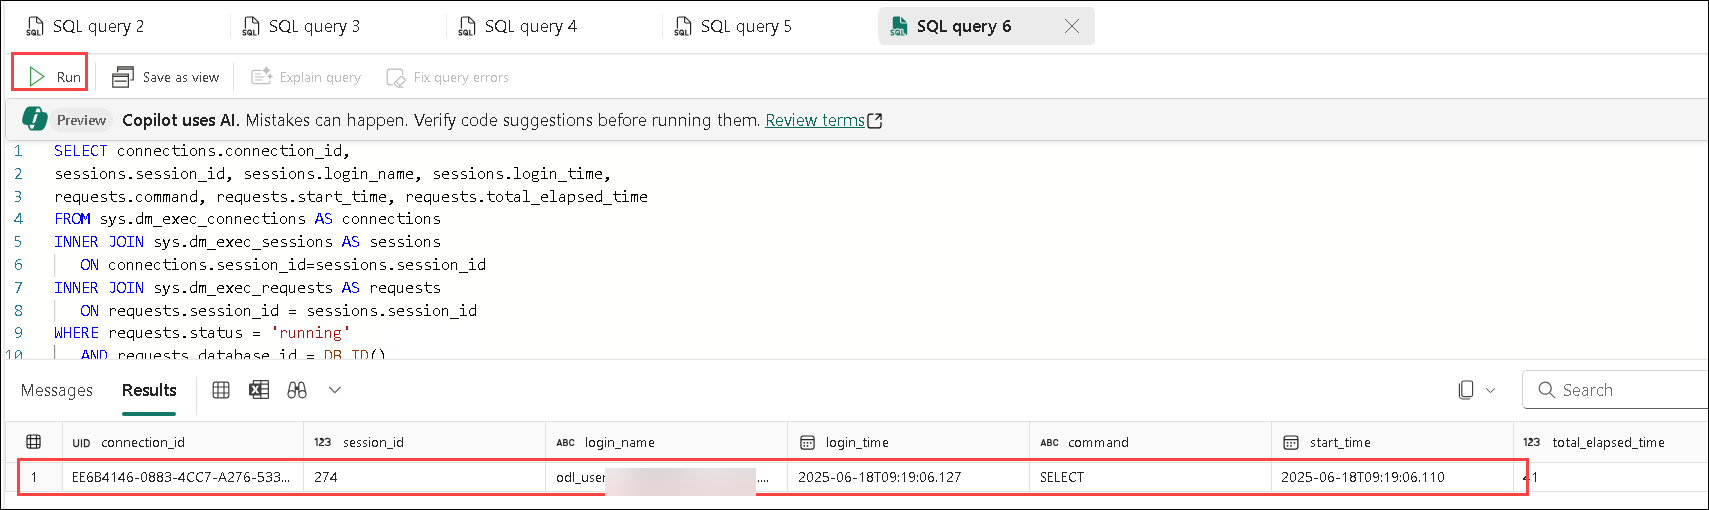 SQL query 2 SQL query 3 SQL query 4 SQL query 5 SQL query 6
Run Save as view Explain query Fix query errors
Preview Copilot uses AI. Mistakes can happen. Verify code suggestions before running them. Review terms
1 SELECT connections.connection_id,
2 sessions.session_id, sessions.login_name, sessions.login_time,
3 requests.command, requests.start_time, requests.total_elapsed_time
4 FROM sys.dm_exec_connections AS connections
5 INNER JOIN sys.dm_exec_sessions AS sessions
6 ON connections.session_id=sessions.session_id
7 INNER JOIN sys.dm_exec_requests AS requests
8 ON requests.session_id = sessions.session_id
9 WHERE requests.status = 'running'
10 AND requests.database_id = DB_ID()
Messages Results Search
UID connection_id 123 session_id ABC login_name login_time ABC command start_time 123 total_elapsed_time
1 EE6B4146-0883-4CC7-A276-533... 274 odl_user .... 2025-06-18T09:19:06.127 SELECT 2025-06-18T09:19:06.110 41